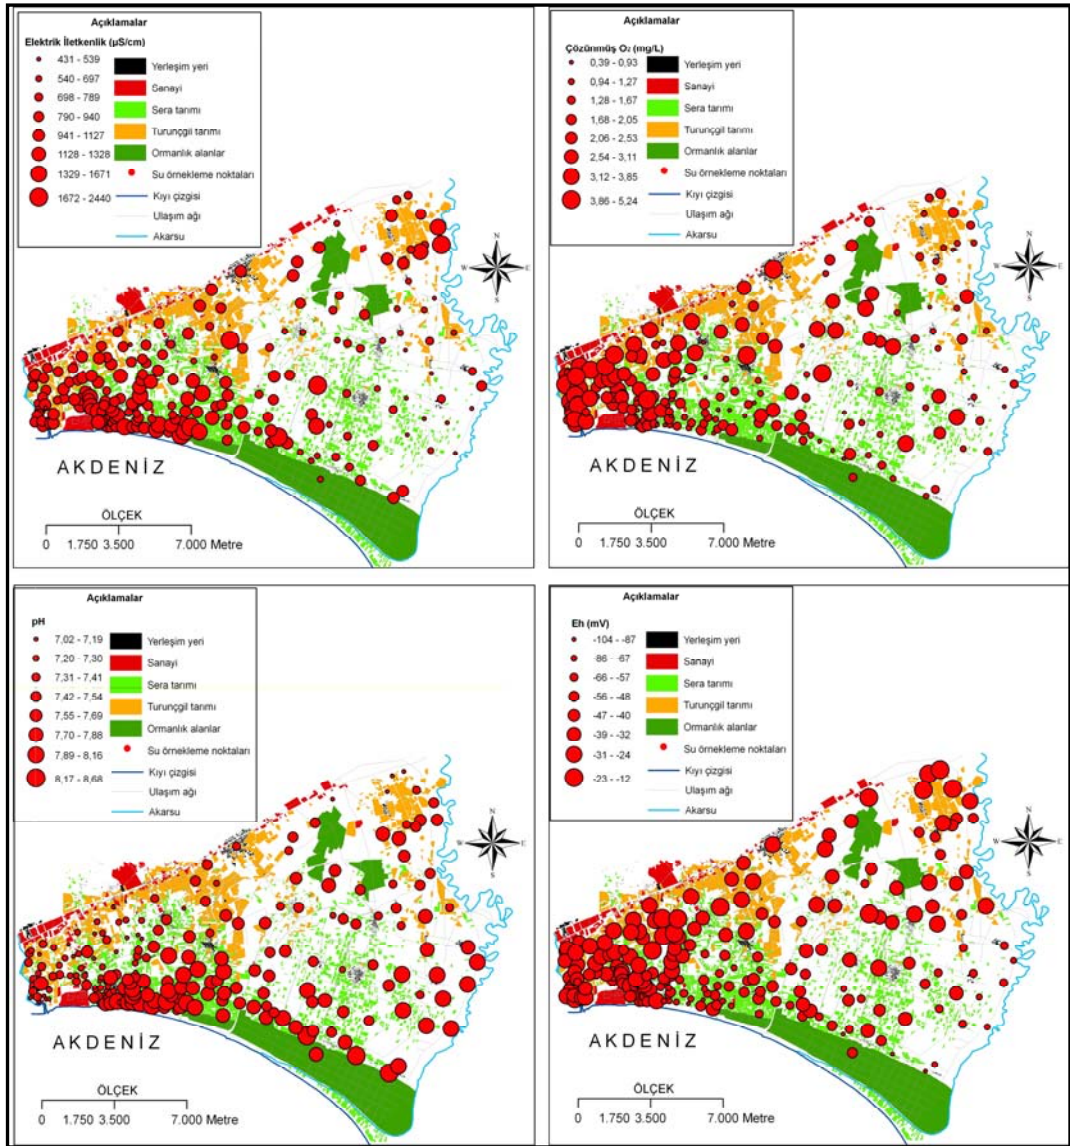 Açıklamalar
Elektrik İletkenlik (µS/cm)
431 - 539
540 - 697
698 - 789
790 - 940
941 - 1127
1128 - 1328
1329 - 1671
1672 - 2440
Yerleşim yeri
Sanayi
Sera tarımı
Turunçgil tarımı
Ormanlık alanlar
Su örnekleme noktaları
Kıyı çizgisi
Ulaşım ağı
Akarsu
N
W E
S
AKDENİZ
ÖLÇEK
0 1.750 3.500 7.000 Metre
Açıklamalar
Çözünmüş O₂ (mg/L)
0,39 - 0,93
0,94 - 1,27
1,28 - 1,67
1,68 - 2,05
2,06 - 2,53
2,54 - 3,11
3,12 - 3,85
3,86 - 5,24
Yerleşim yeri
Sanayi
Sera tarımı
Turunçgil tarımı
Ormanlık alanlar
Su örnekleme noktaları
Kıyı çizgisi
Ulaşım ağı
Akarsu
N
W E
S
AKDENİZ
ÖLÇEK
0 1.750 3.500 7.000 Metre
Açıklamalar
pH
7,02 - 7,19
7,20 - 7,30
7,31 - 7,41
7,42 - 7,54
7,55 - 7,69
7,70 - 7,88
7,89 - 8,16
8,17 - 8,68
Yerleşim yeri
Sanayi
Sera tarımı
Turunçgil tarımı
Ormanlık alanlar
Su örnekleme noktaları
Kıyı çizgisi
Ulaşım ağı
Akarsu
N
W E
S
AKDENİZ
ÖLÇEK
0 1.750 3.500 7.000 Metre
Açıklamalar
Eh (mV)
-104 - -87
-86 - -67
-66 - -57
-56 - -48
-47 - -40
-39 - -32
-31 - -24
-23 - -12
Yerleşim yeri
Sanayi
Sera tarımı
Turunçgil tarımı
Ormanlık alanlar
Su örnekleme noktaları
Kıyı çizgisi
Ulaşım ağı
Akarsu
N
W E
S
AKDENİZ
ÖLÇEK
0 1.750 3.500 7.000 Metre